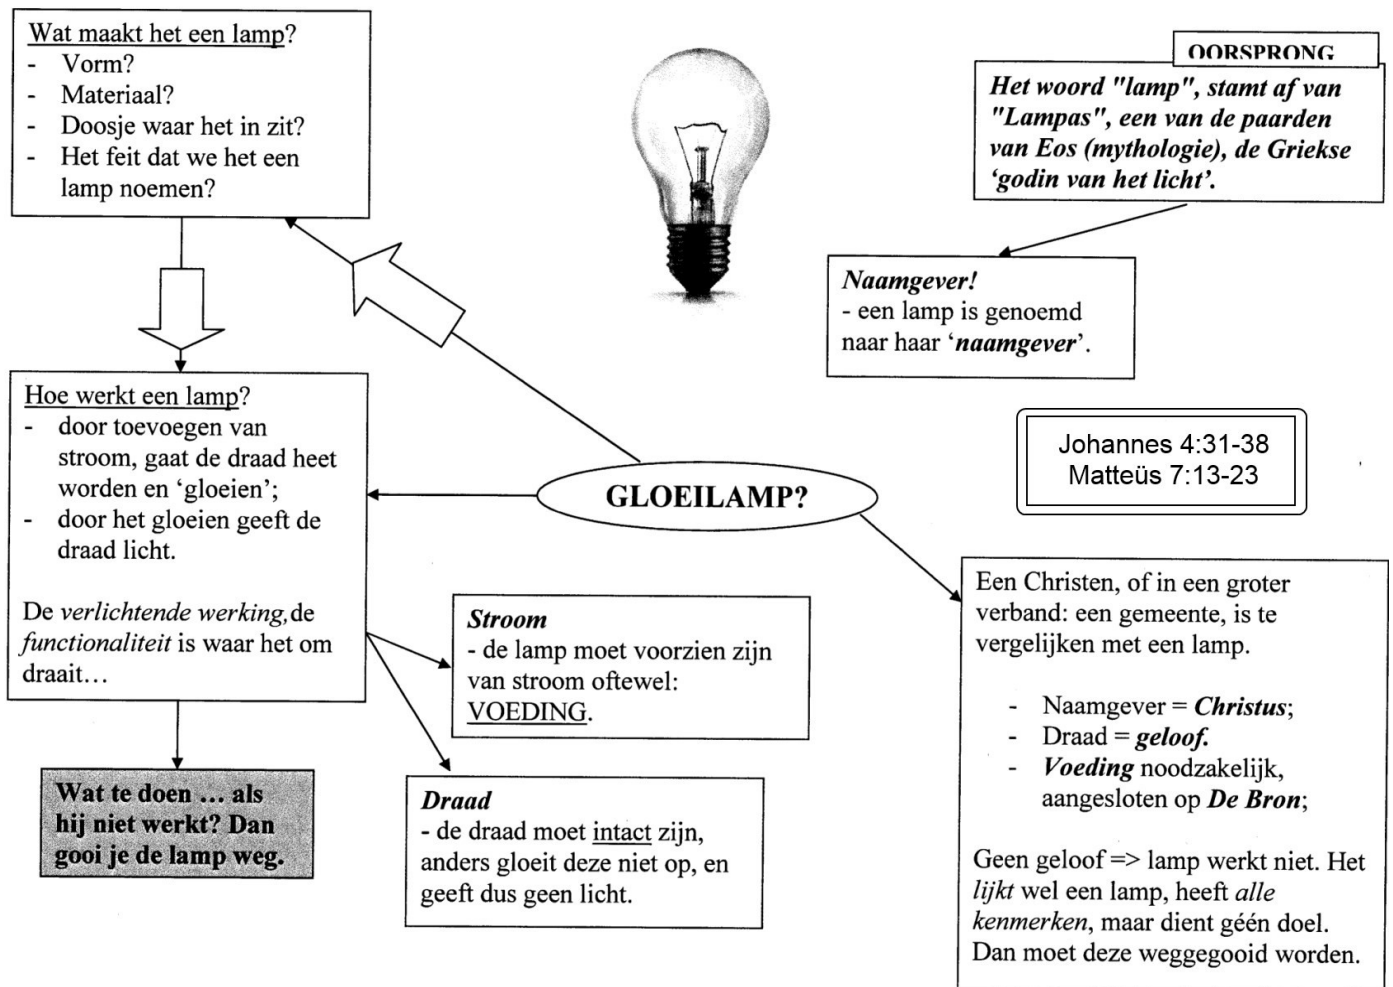 Wat maakt het een lamp?
- Vorm?
- Materiaal?
- Doosje waar het in zit?
- Het feit dat we het een
lamp noemen?
OORSPRONG
Het woord "lamp", stamt af van
"Lampas", een van de paarden
van Eos (mythologie), de Griekse
‘godin van het licht’.
Naamgever!
- een lamp is genoemd
naar haar ‘naamgever’.
Hoe werkt een lamp?
- door toevoegen van
stroom, gaat de draad heet
worden en ‘gloeien’;
- door het gloeien geeft de
draad licht.
De verlichtende werking, de
functionaliteit is waar het om
draait…
GLOEILAMP?
Johannes 4:31-38
Matteüs 7:13-23
Stroom
- de lamp moet voorzien zijn
van stroom oftewel:
VOEDING.
Draad
- de draad moet intact zijn,
anders gloeit deze niet op, en
geeft dus geen licht.
Wat te doen … als
hij niet werkt? Dan
gooi je de lamp weg.
Een Christen, of in een groter
verband: een gemeente, is te
vergelijken met een lamp.
- Naamgever = Christus;
- Draad = geloof.
- Voeding noodzakelijk,
aangesloten op De Bron;
Geen geloof => lamp werkt niet. Het
lijkt wel een lamp, heeft alle
kenmerken, maar dient géén doel.
Dan moet deze weggegooid worden.